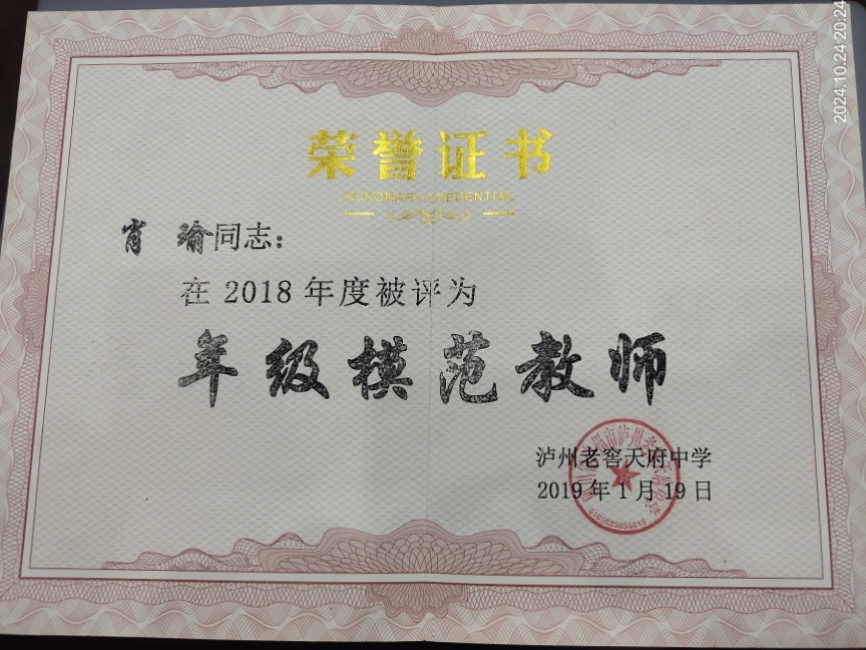 荣誉证书
HONORARY CREDENTIAL
肖 瑜同志：
在 2018 年度被评为
年级模范教师
泸州老窖天府中学
2019 年 1 月 19 日
2024.10.24 20:24